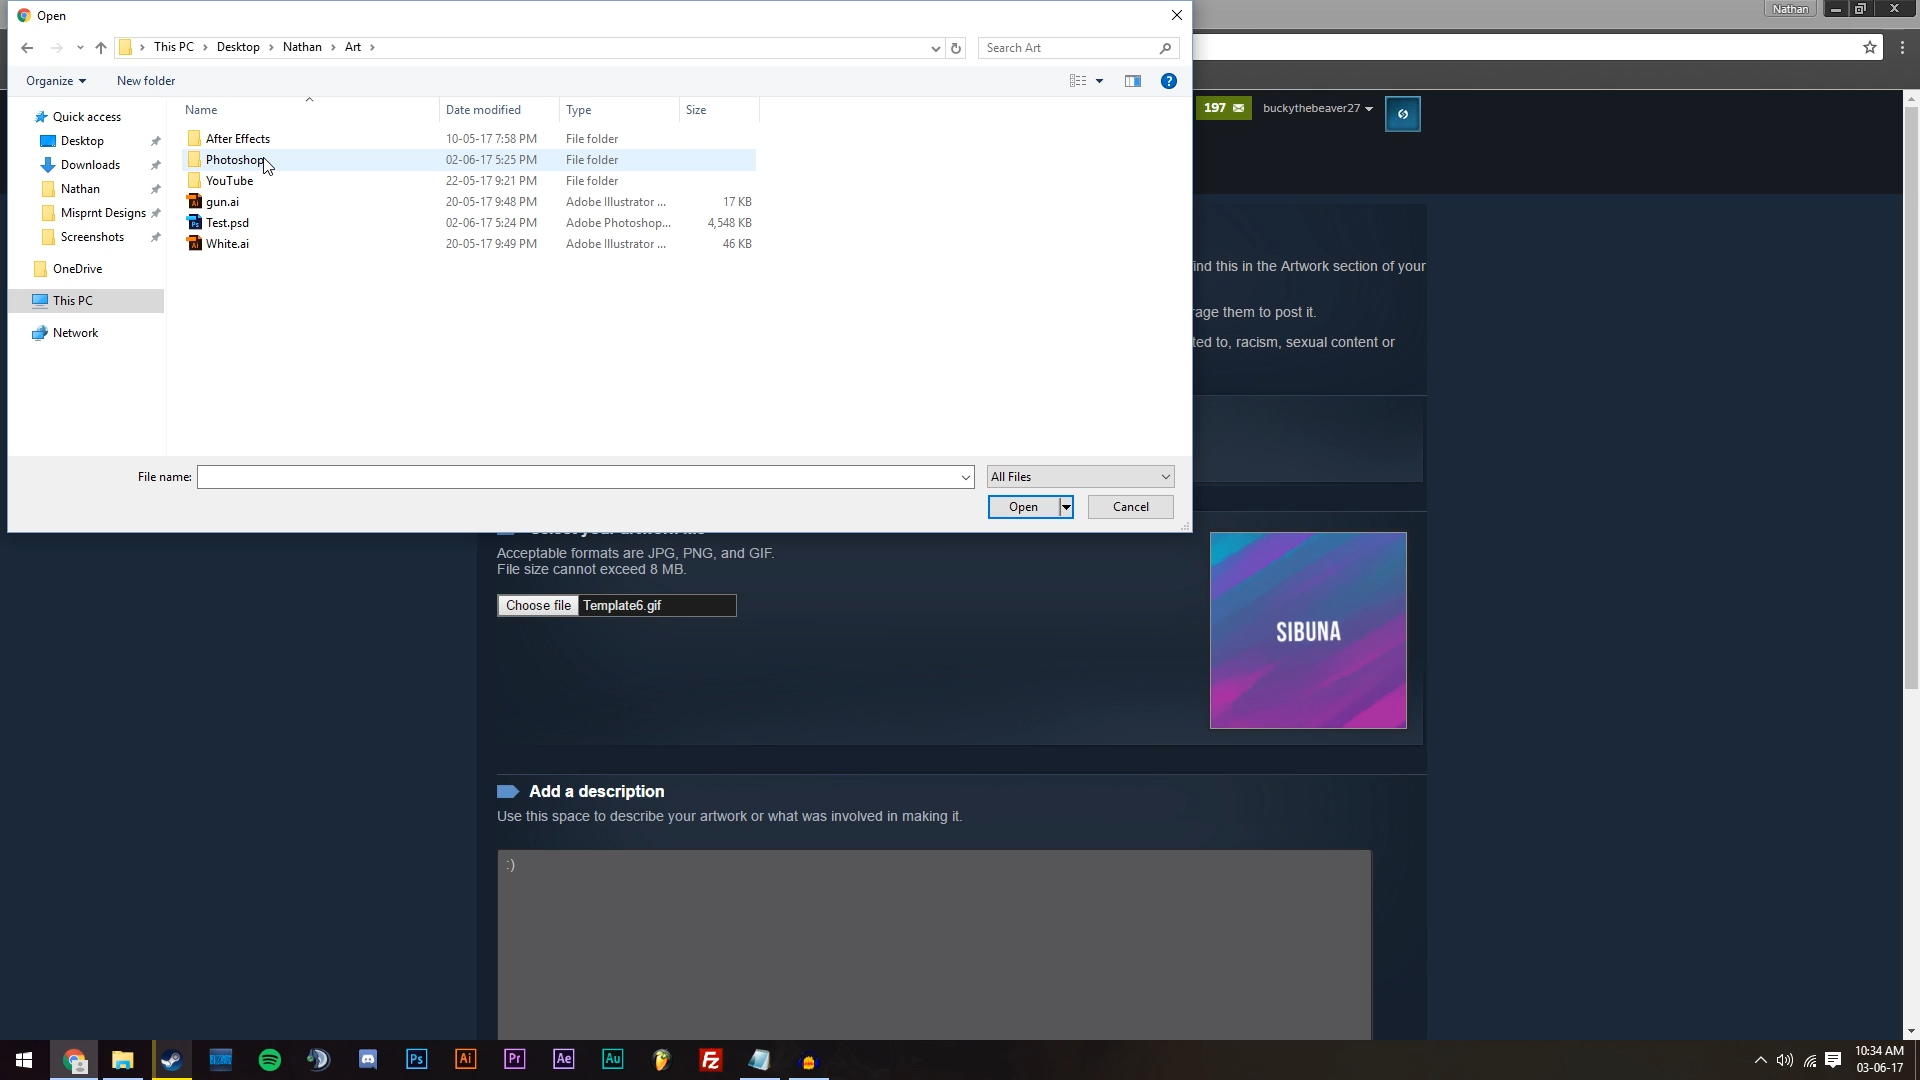 Open
Nathan
This PC > Desktop > Nathan > Art >
Search Art
Organize
New folder
Name
Date modified
Type
Size
Quick access
Desktop
Downloads
Nathan
Misprnt Designs
Screenshots
OneDrive
This PC
Network
After Effects 10-05-17 7:58 PM File folder
Photoshop 02-06-17 5:25 PM File folder
YouTube 22-05-17 9:21 PM File folder
gun.ai 20-05-17 9:48 PM Adobe Illustrator ... 17 KB
Test.psd 02-06-17 5:24 PM Adobe Photoshop... 4,548 KB
White.ai 20-05-17 9:49 PM Adobe Illustrator ... 46 KB
File name:
All Files
Open
Cancel
197
buckythebeaver27
ind this in the Artwork section of your
rage them to post it.
ted to, racism, sexual content or
Acceptable formats are JPG, PNG, and GIF.
File size cannot exceed 8 MB.
Choose file Template6.gif
SIBUNA
Add a description
Use this space to describe your artwork or what was involved in making it.
:)
Ps
Ai
Pr
Ae
Au
Fz
10:34 AM
03-06-17